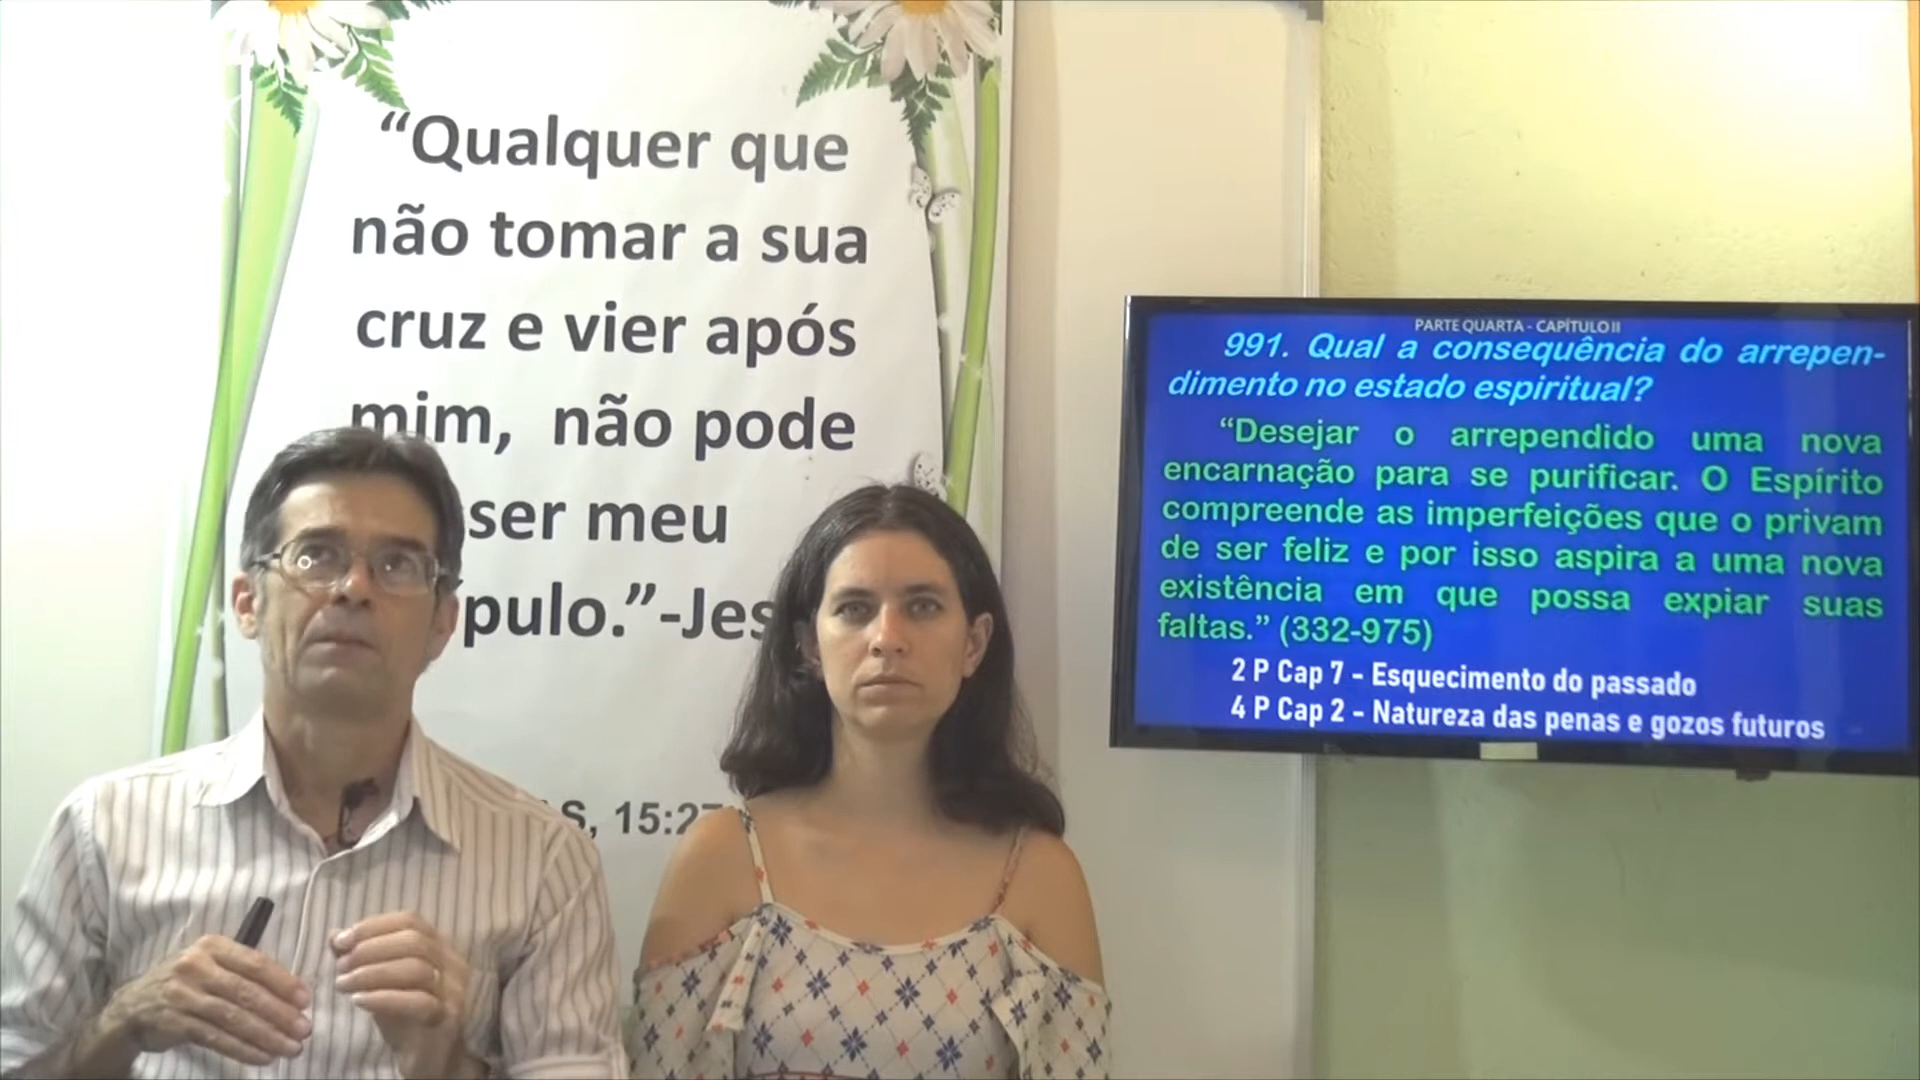 “Qualquer que
não tomar a sua
cruz e vier após
mim, não pode
ser meu
pulo.”-Jes
S, 15:27
PARTE QUARTA - CAPÍTULO II
991. Qual a consequência do arrepen-
dimento no estado espiritual?
“Desejar o arrependido uma nova
encarnação para se purificar. O Espírito
compreende as imperfeições que o privam
de ser feliz e por isso aspira a uma nova
existência em que possa expiar suas
faltas.” (332-975)
2 P Cap 7 - Esquecimento do passado
4 P Cap 2 - Natureza das penas e gozos futuros